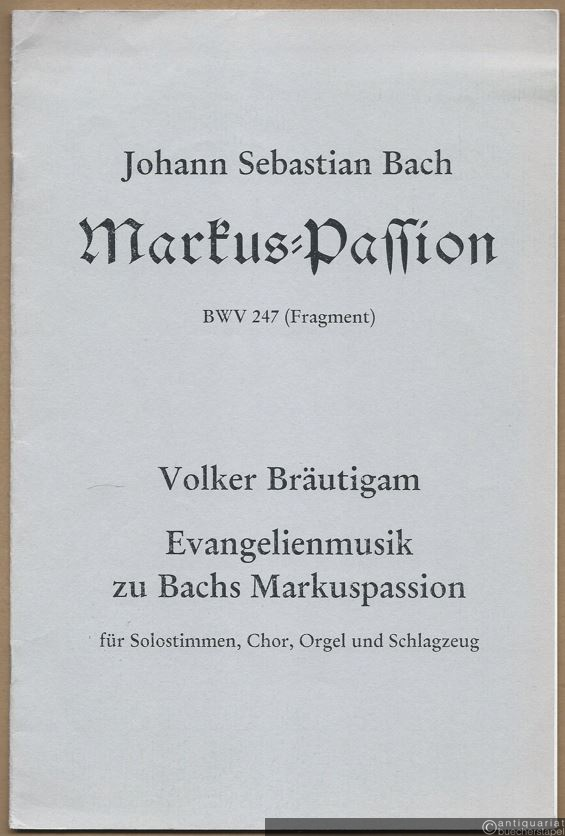 Johann Sebastian Bach
Markus-Passion
BWV 247 (Fragment)
Volker Bräutigam
Evangelienmusik
zu Bachs Markuspassion
für Solostimmen, Chor, Orgel und Schlagzeug
© antiquariat
buecherstapel